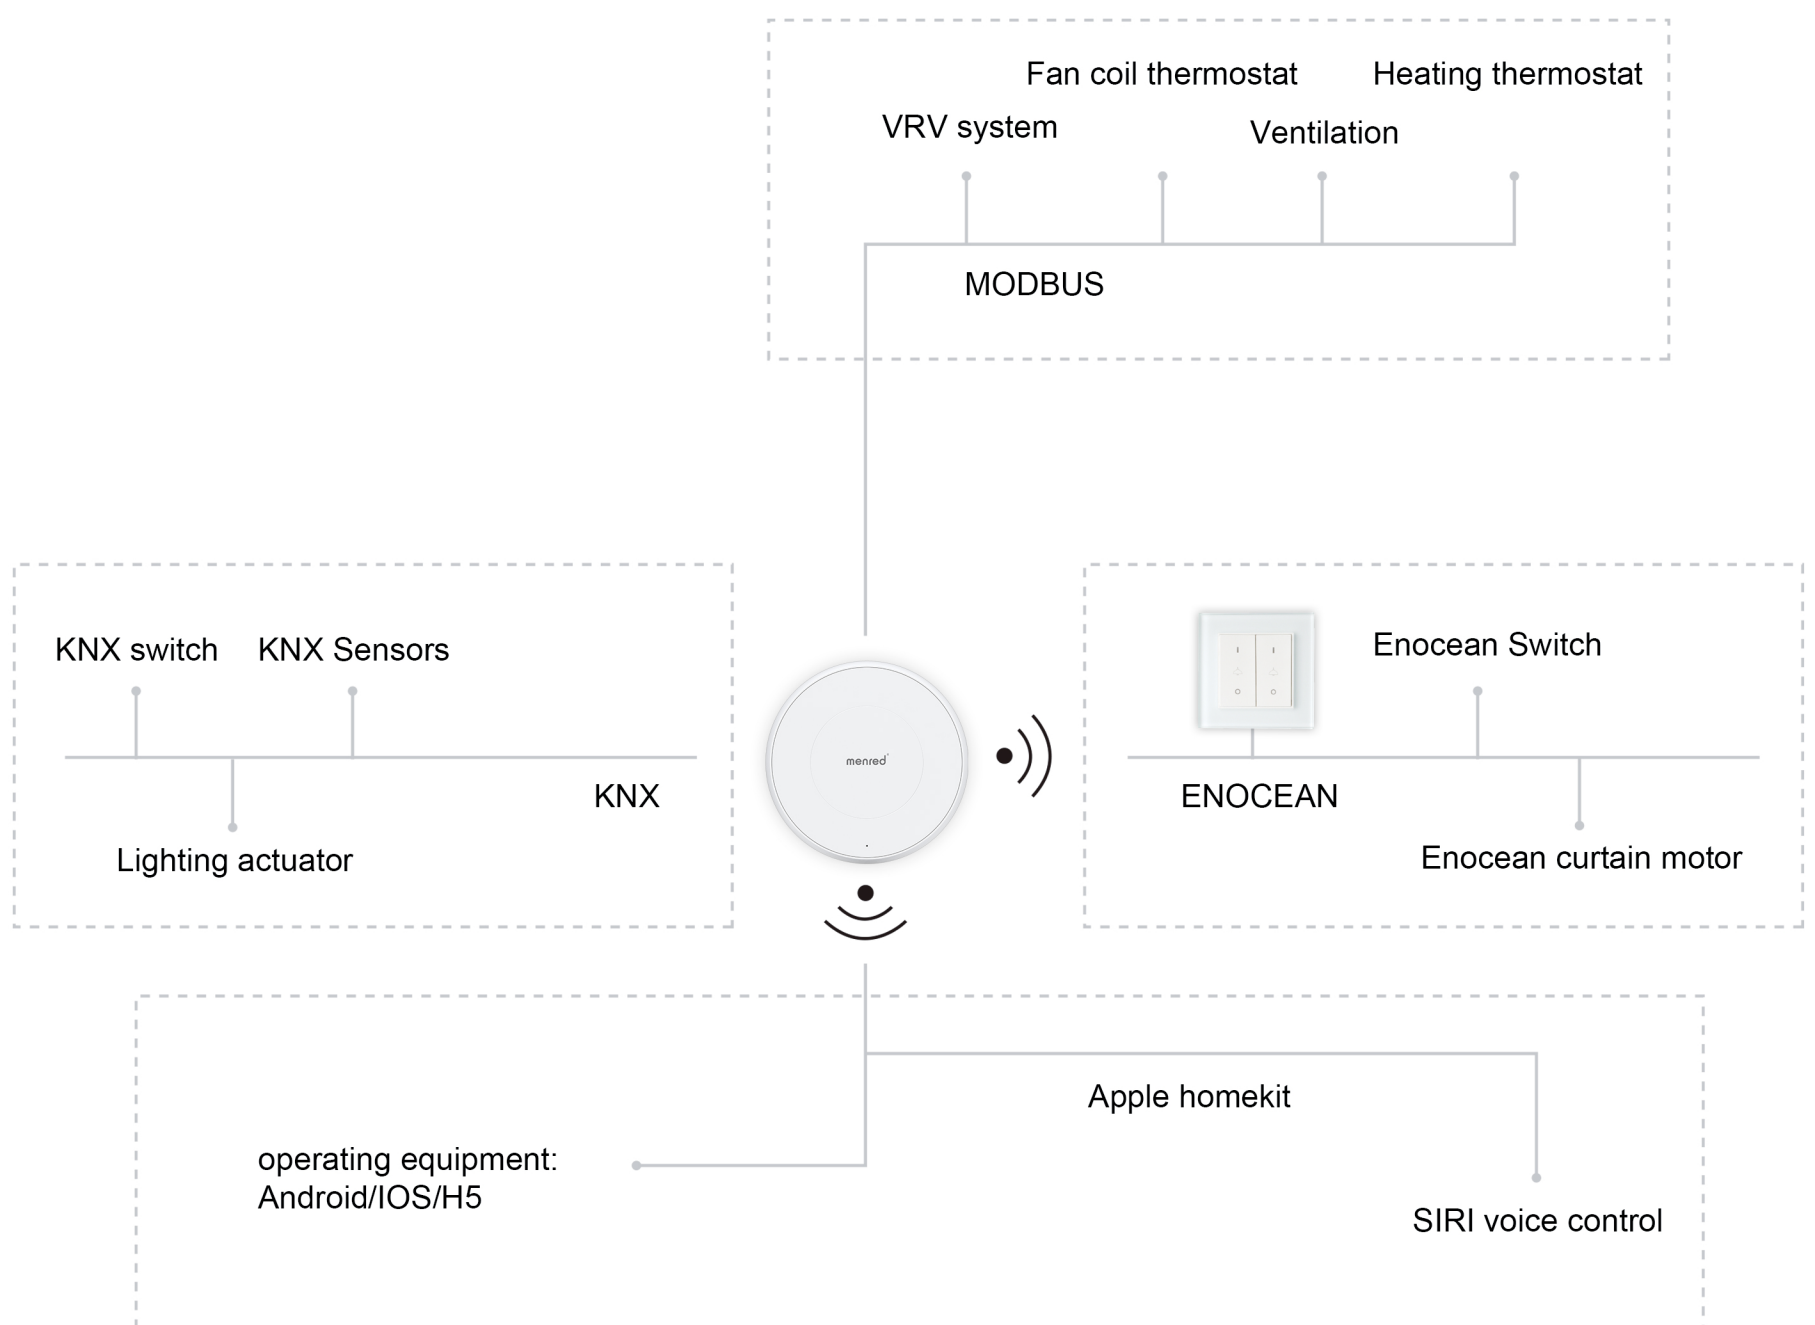 Fan coil thermostat
Heating thermostat
VRV system
Ventilation
MODBUS
KNX switch
KNX Sensors
KNX
Lighting actuator
menred
Enocean Switch
ENOCEAN
Enocean curtain motor
Apple homekit
operating equipment:
Android/IOS/H5
SIRI voice control